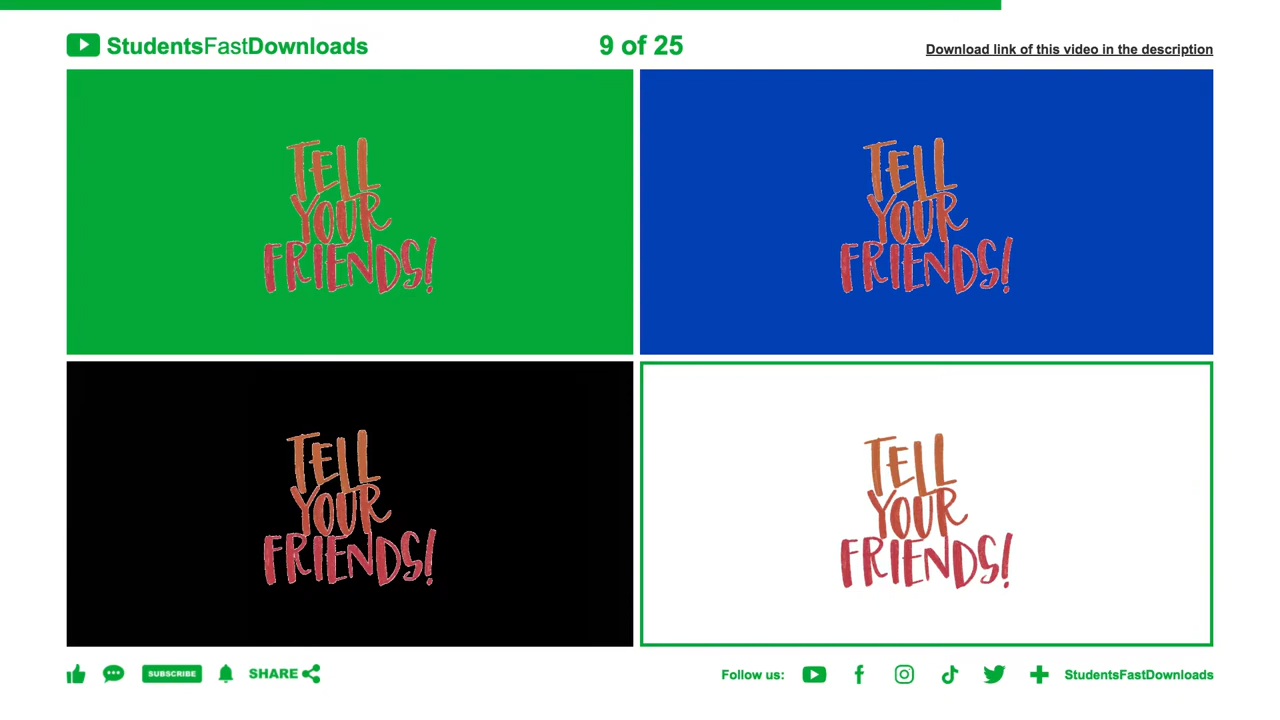 StudentsFastDownloads
9 of 25
Download link of this video in the description
TELL
YOUR
FRIENDS!
TELL
YOUR
FRIENDS!
TELL
YOUR
FRIENDS!
TELL
YOUR
FRIENDS!
SUBSCRIBE
SHARE
Follow us:
StudentsFastDownloads